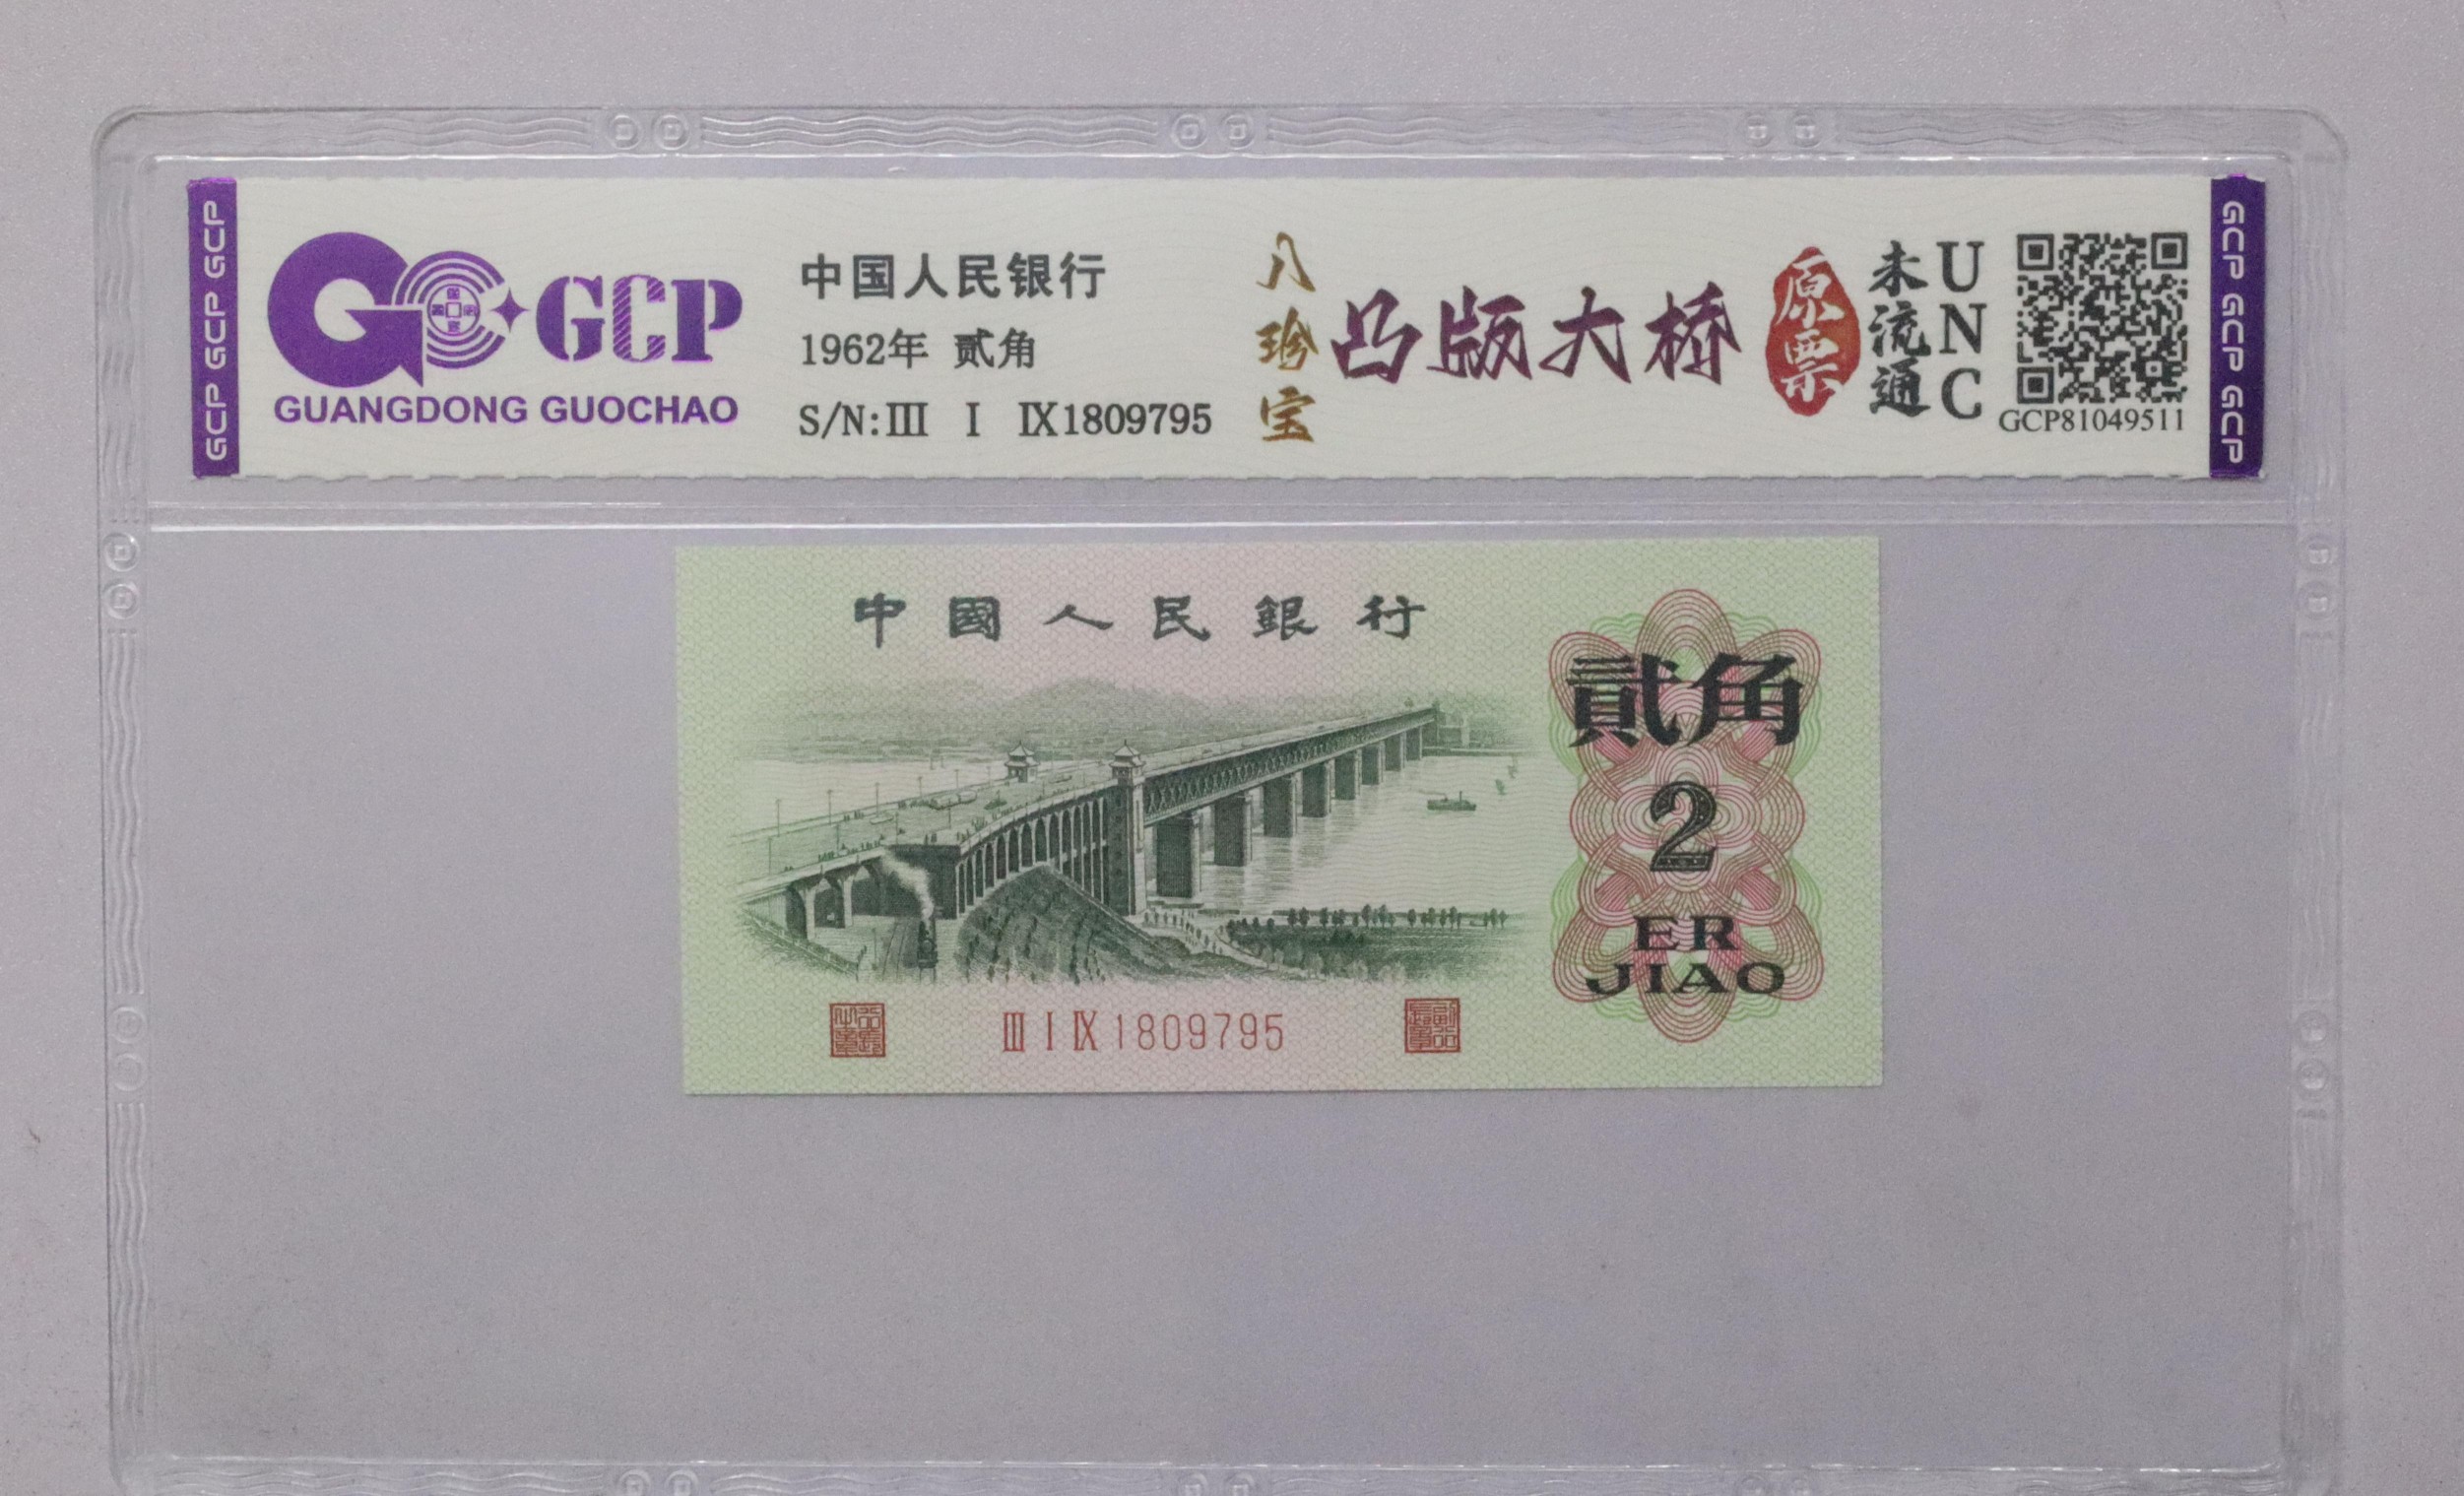 GCP GCP GCP
GCP
GUANGDONG GUOCHAO
中国人民银行
1962年 贰角
S/N:Ⅲ Ⅰ Ⅸ1809795
八珍宝
凸版大桥
原票
未流通
UNC
GCP81049511
GCP GCP GCP
中國人民銀行
貳角
2
ER
JIAO
Ⅲ Ⅰ Ⅸ 1809795